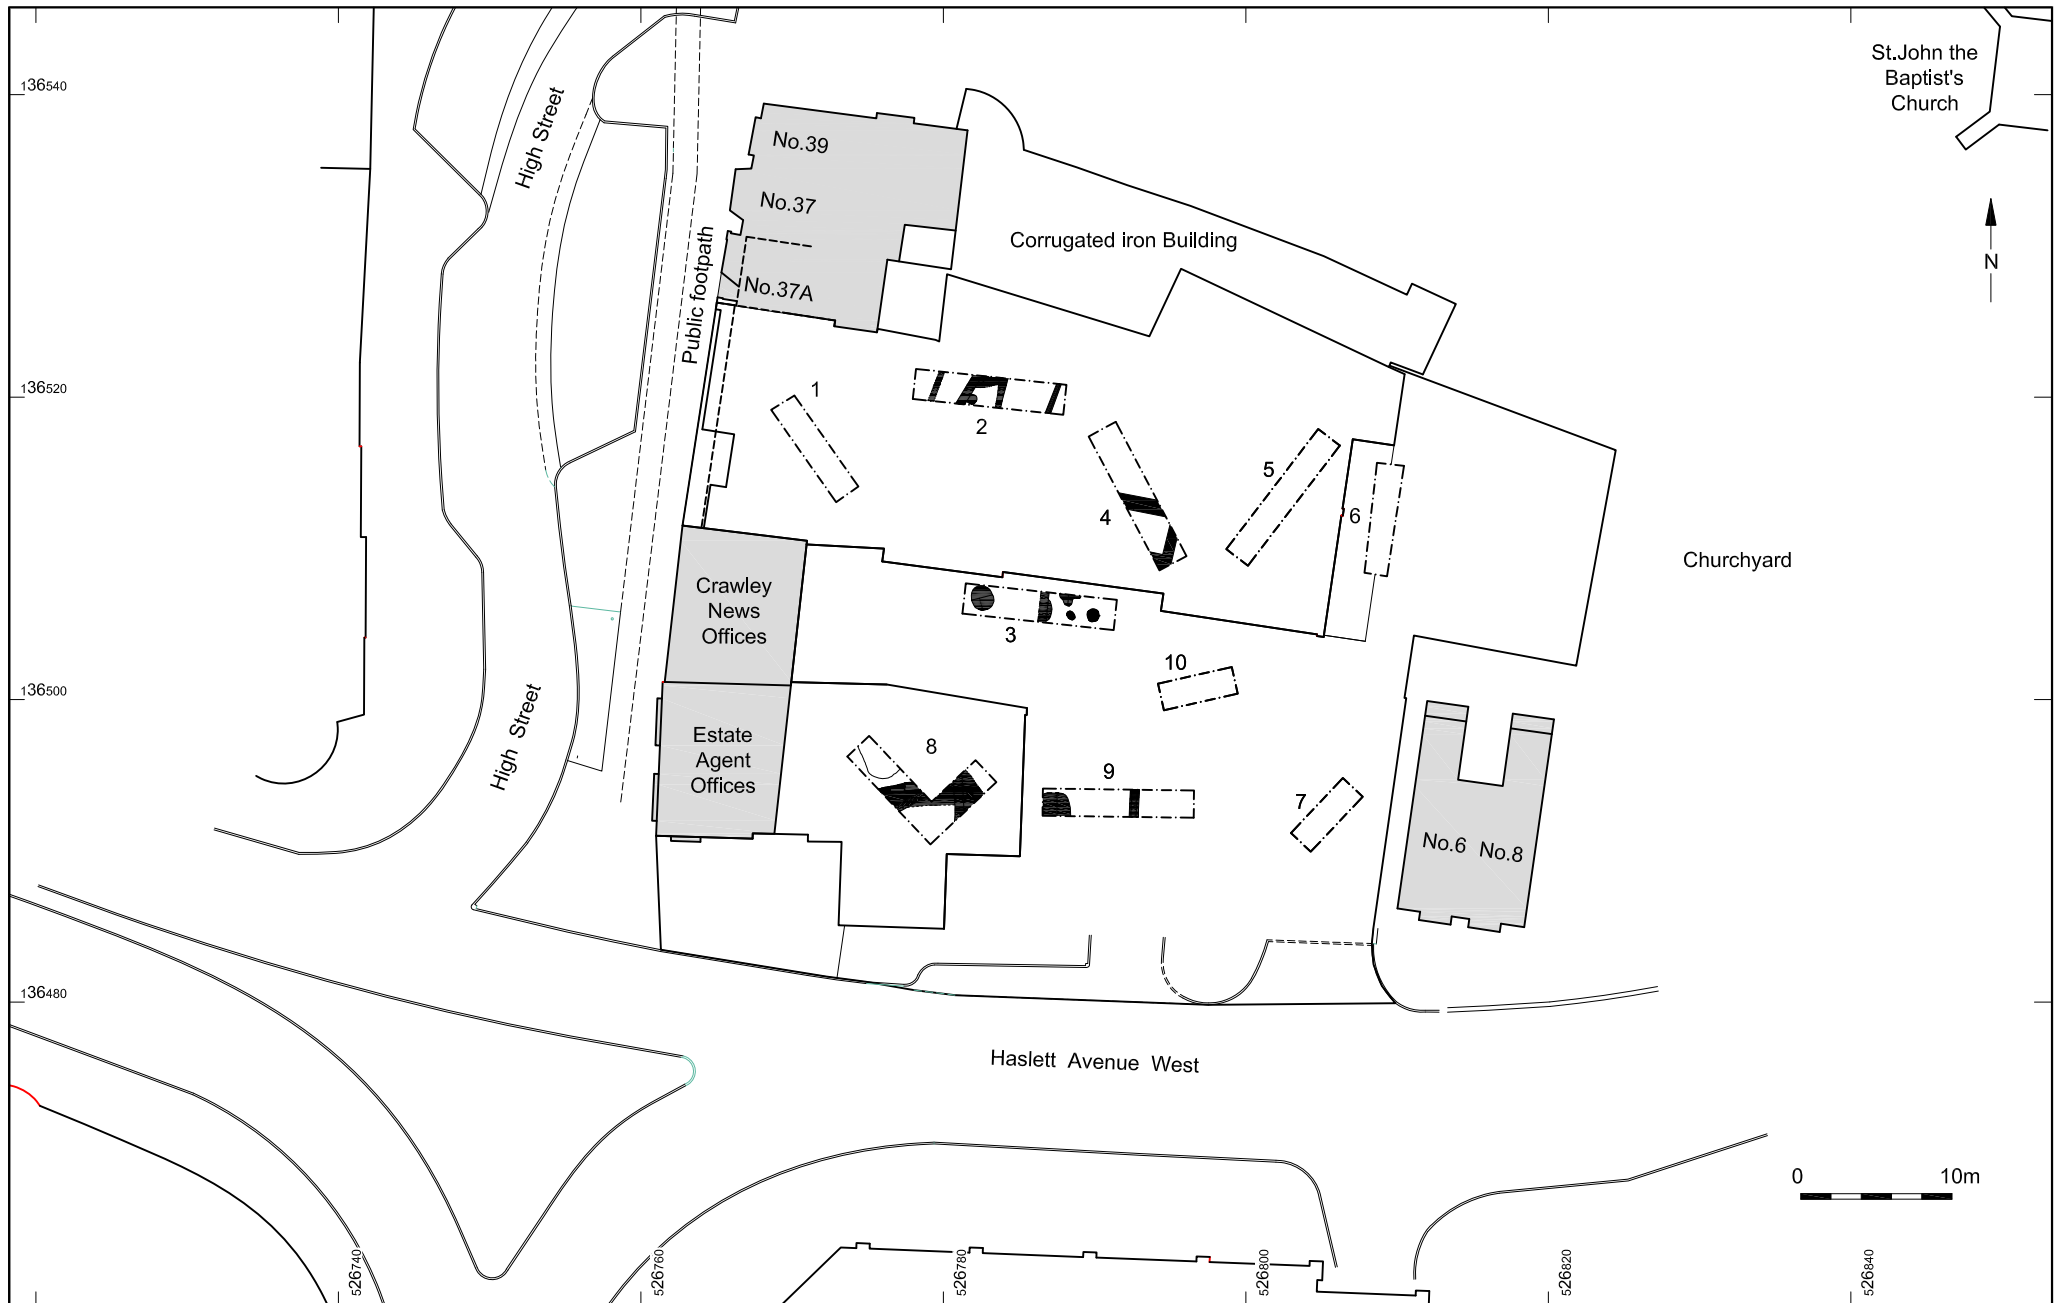 St.John the
Baptist's
Church
136540
High Street
No.39
No.37
No.37A
Public footpath
Corrugated iron Building
N
136520
1
2
3
4
5
6
Churchyard
Crawley
News
Offices
136500
10
High Street
Estate
Agent
Offices
8
9
7
No.6 No.8
136480
Haslett Avenue West
0 10m
526740
526760
526780
526800
526820
526840